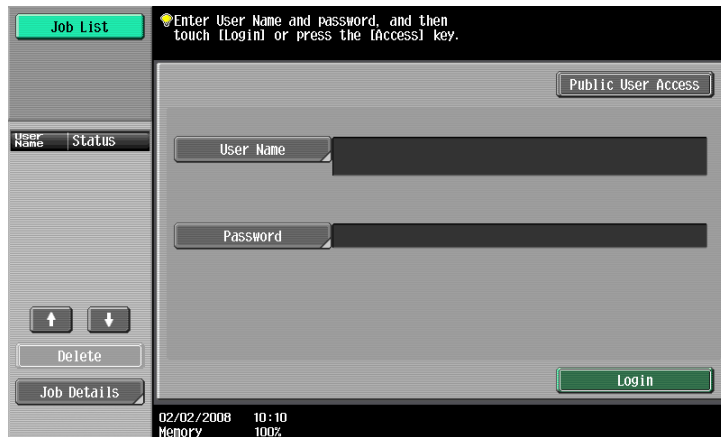 Job List
Enter User Name and password, and then
touch [Login] or press the [Access] key.
Public User Access
User Name
Status
User Name
Password
Delete
Job Details
Login
02/02/2008 10:10
Memory 100%